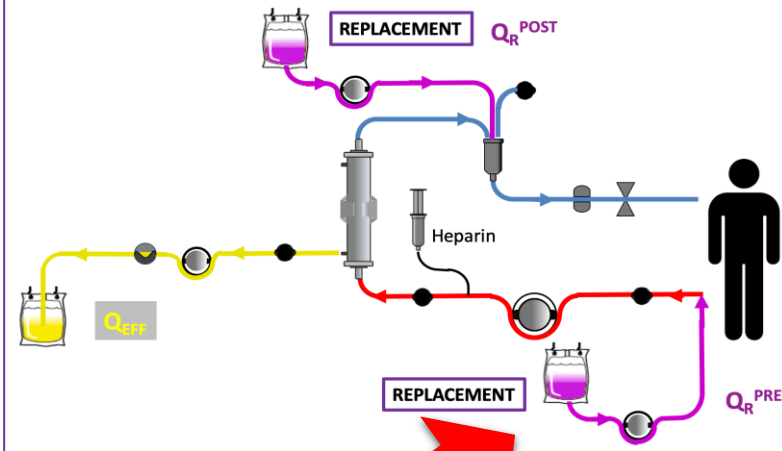 REPLACEMENT
Q_R^POST
Heparin
Q_EFF
REPLACEMENT
Q_R^PRE